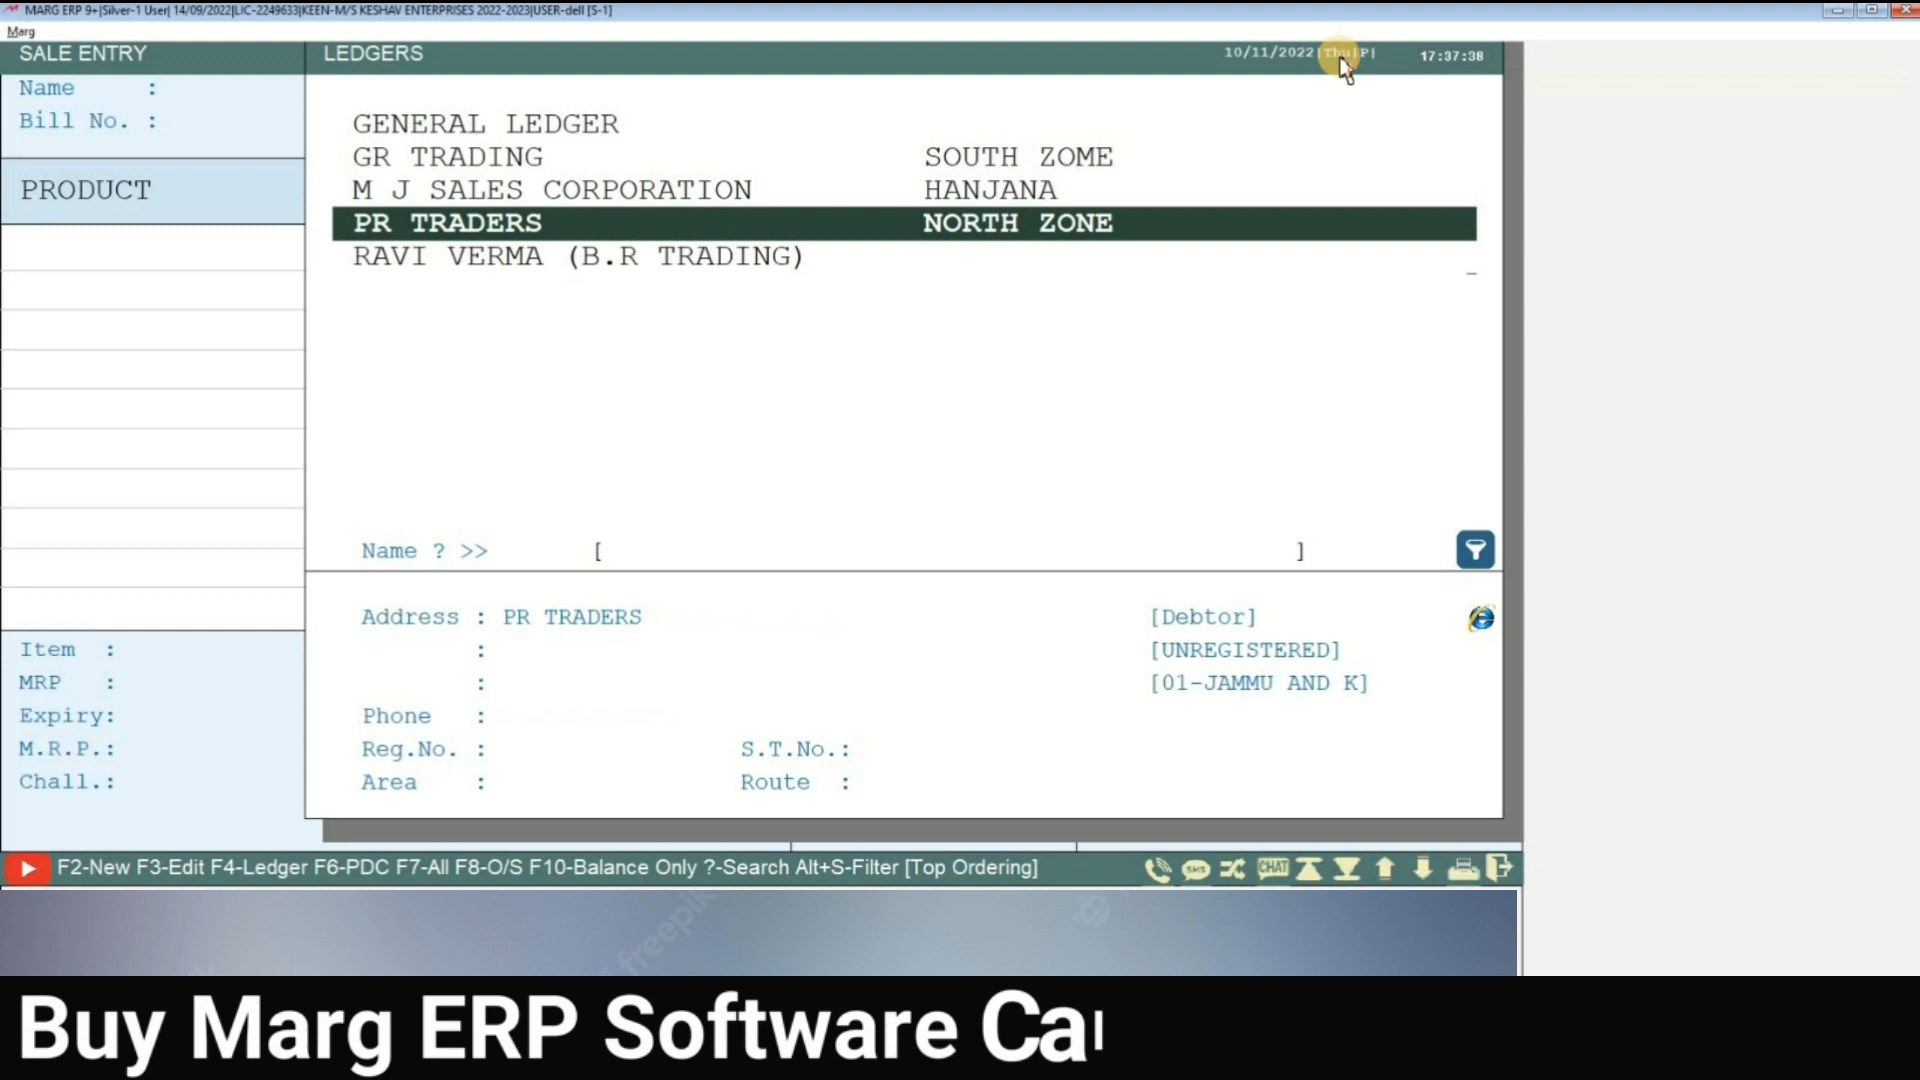 MARG ERP 9+|Silver-1 User| 14/09/2022|LIC-2249633|KEEN-M/S KESHAV ENTERPRISES 2022-2023|USER-dell [S-1]
Marg
SALE ENTRY
LEDGERS
10/11/2022|Thu|P|
17:37:38
Name :
Bill No. :
PRODUCT
GENERAL LEDGER
GR TRADING SOUTH ZOME
M J SALES CORPORATION HANJANA
PR TRADERS NORTH ZONE
RAVI VERMA (B.R TRADING)
Name ? >> [ ]
Address : PR TRADERS [Debtor]
: [UNREGISTERED]
: [01-JAMMU AND K]
Phone :
Reg.No. : S.T.No.:
Area : Route :
Item :
MRP :
Expiry:
M.R.P.:
Chall.:
F2-New F3-Edit F4-Ledger F6-PDC F7-All F8-O/S F10-Balance Only ?-Search Alt+S-Filter [Top Ordering]
SMS
CHAT
freepik
Buy Marg ERP Software Ca